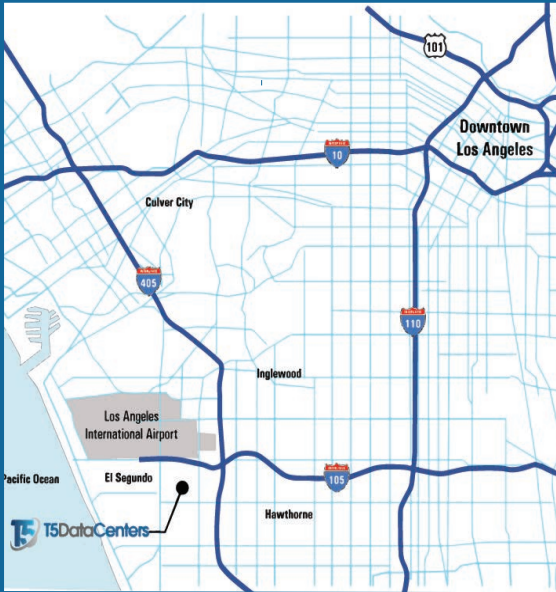 101
Downtown
Los Angeles
10
Culver City
405
110
Inglewood
Los Angeles
International Airport
Pacific Ocean
El Segundo
105
T5 T5DataCenters
Hawthorne